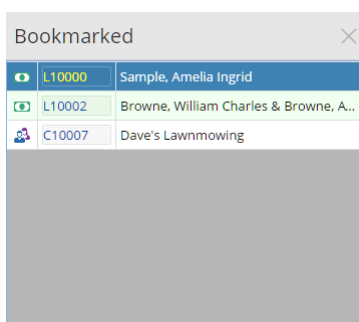 Bookmarked
L10000 Sample, Amelia Ingrid
L10002 Browne, William Charles & Browne, A...
C10007 Dave's Lawnmowing